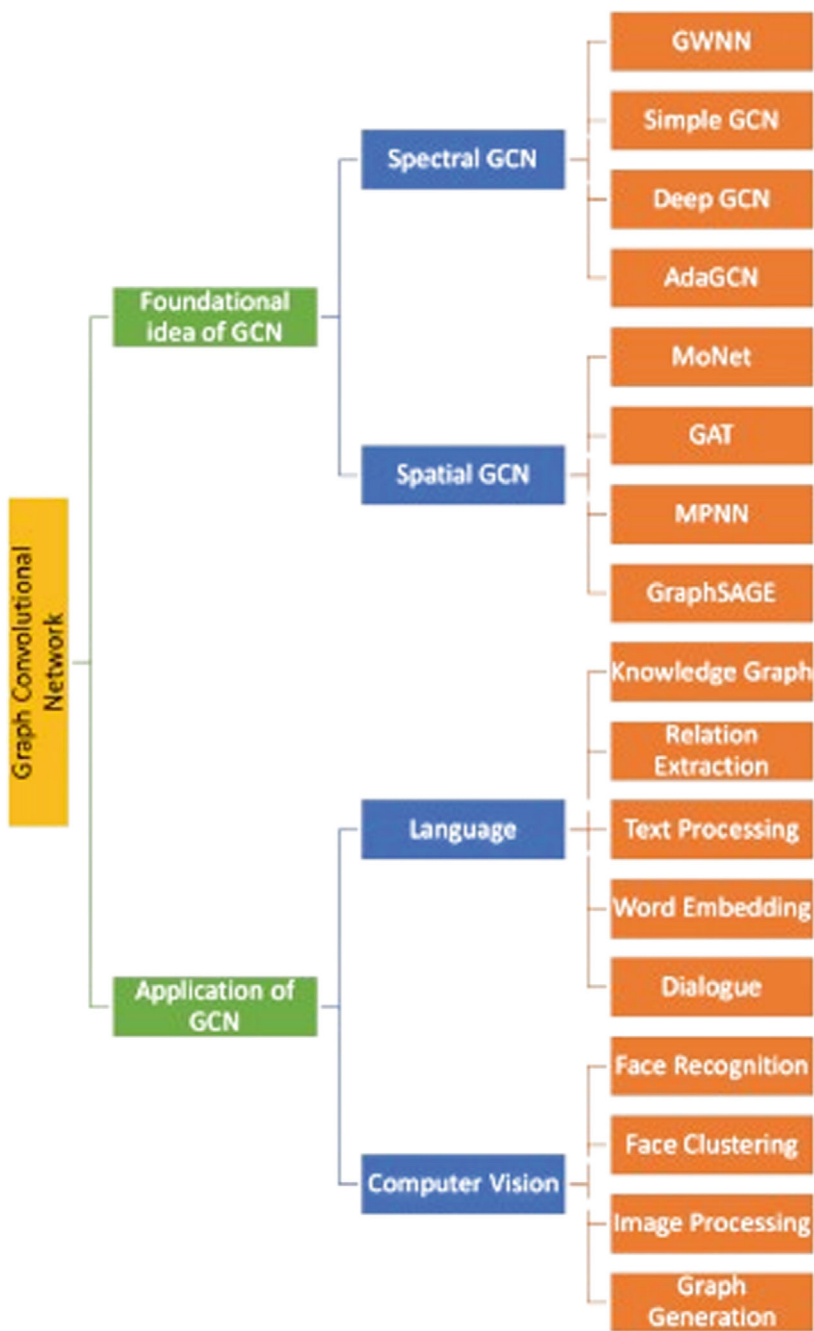 Graph Convolutional
Network
Foundational
idea of GCN
Spectral GCN
GWNN
Simple GCN
Deep GCN
AdaGCN
Spatial GCN
MoNet
GAT
MPNN
GraphSAGE
Application of
GCN
Language
Knowledge Graph
Relation
Extraction
Text Processing
Word Embedding
Dialogue
Computer Vision
Face Recognition
Face Clustering
Image Processing
Graph
Generation